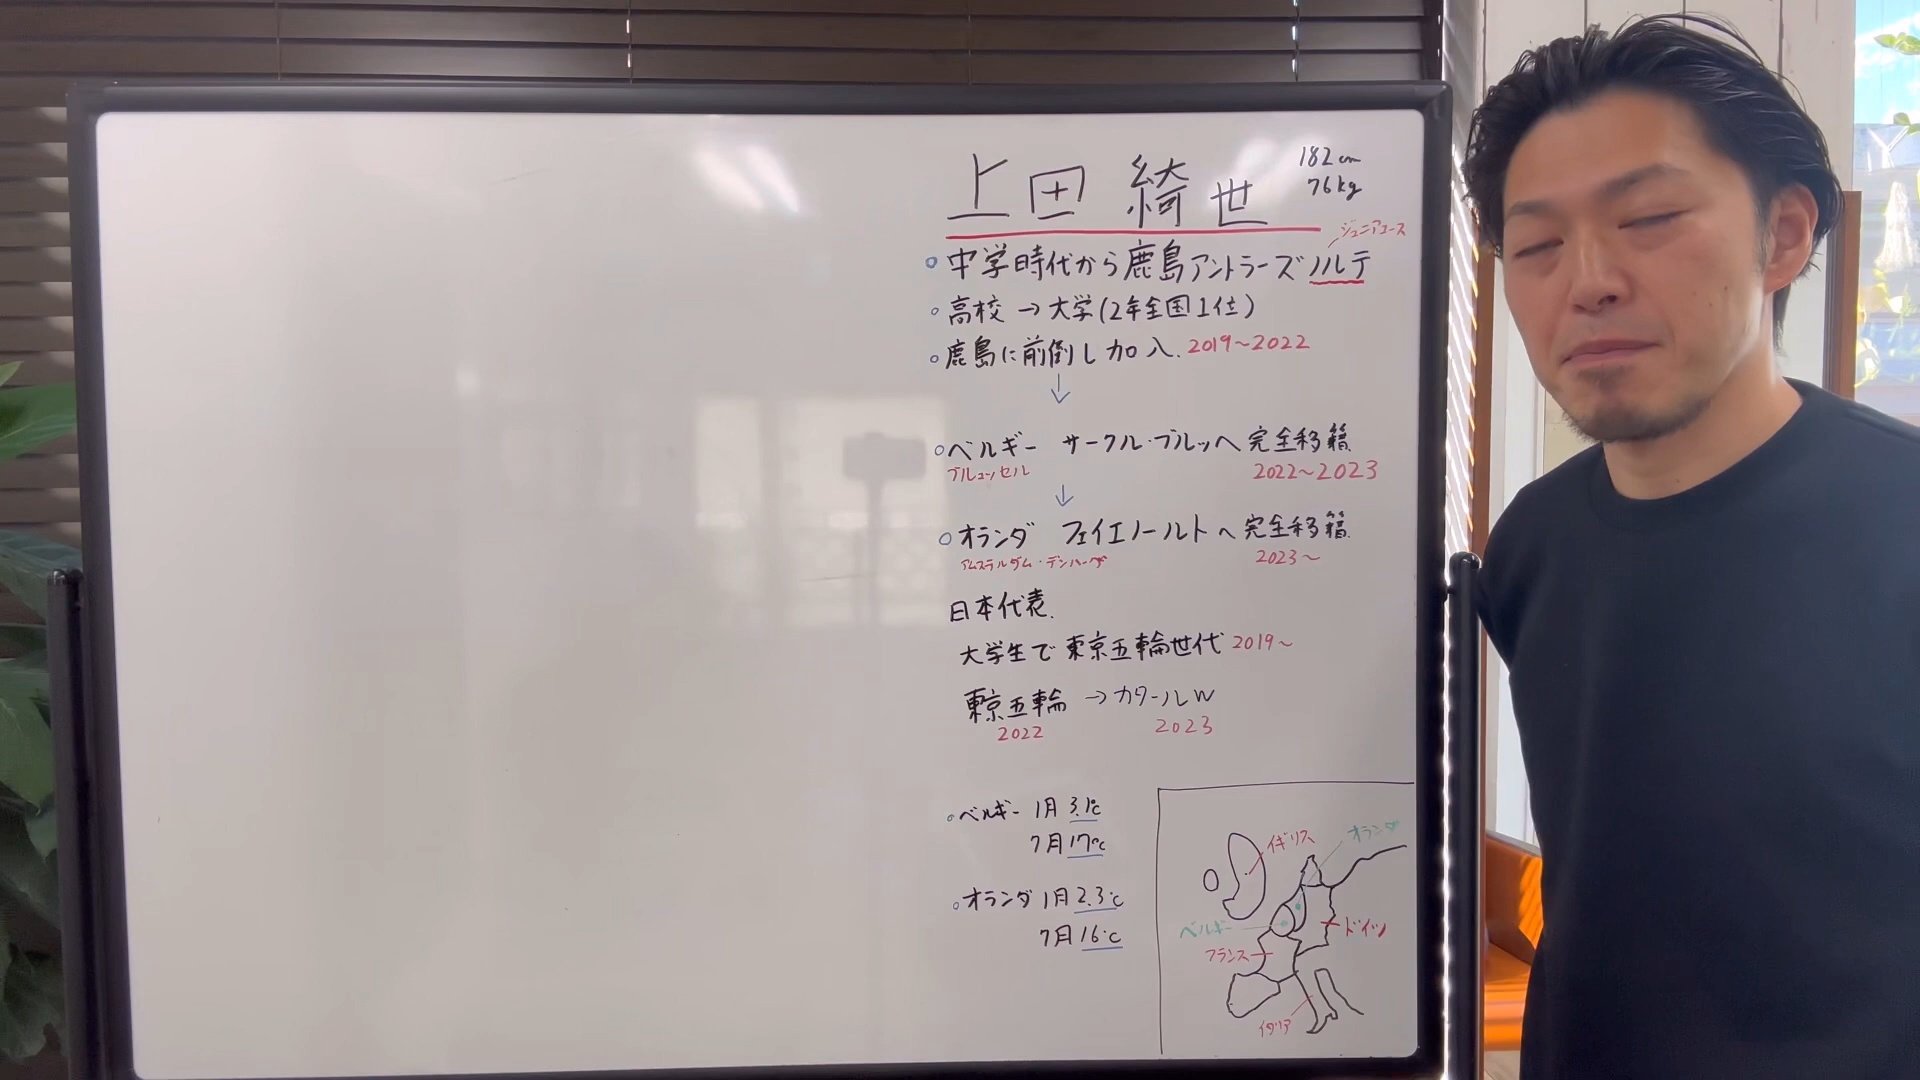 上田 綺世
182cm
76kg
ジュニアユース
○中学時代から鹿島アントラーズノルテ
○高校→大学(2年全国1位)
○鹿島に前倒し加入. 2019〜2022
↓
○ベルギー サークル・ブルッヘ完全移籍
ブリュッセル 2022〜2023
↓
○オランダ フェイエノールトへ完全移籍.
アムステルダム・デンハーグ 2023〜
日本代表.
大学生で東京五輪世代 2019〜
東京五輪→カタールW
2022 2023
○ベルギー 1月 3.1℃
7月 17℃
○オランダ 1月 2.3℃
7月 16℃
イギリス
オランダ
ベルギー
ドイツ
フランス
イタリア